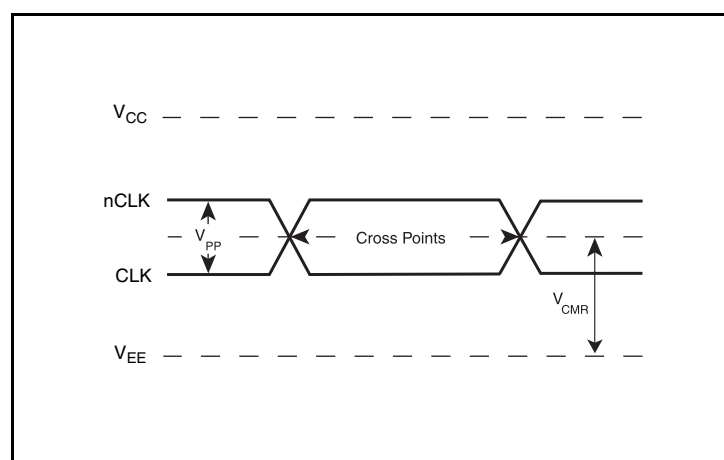 VCC
nCLK
VPP
Cross Points
CLK
VCMR
VEE